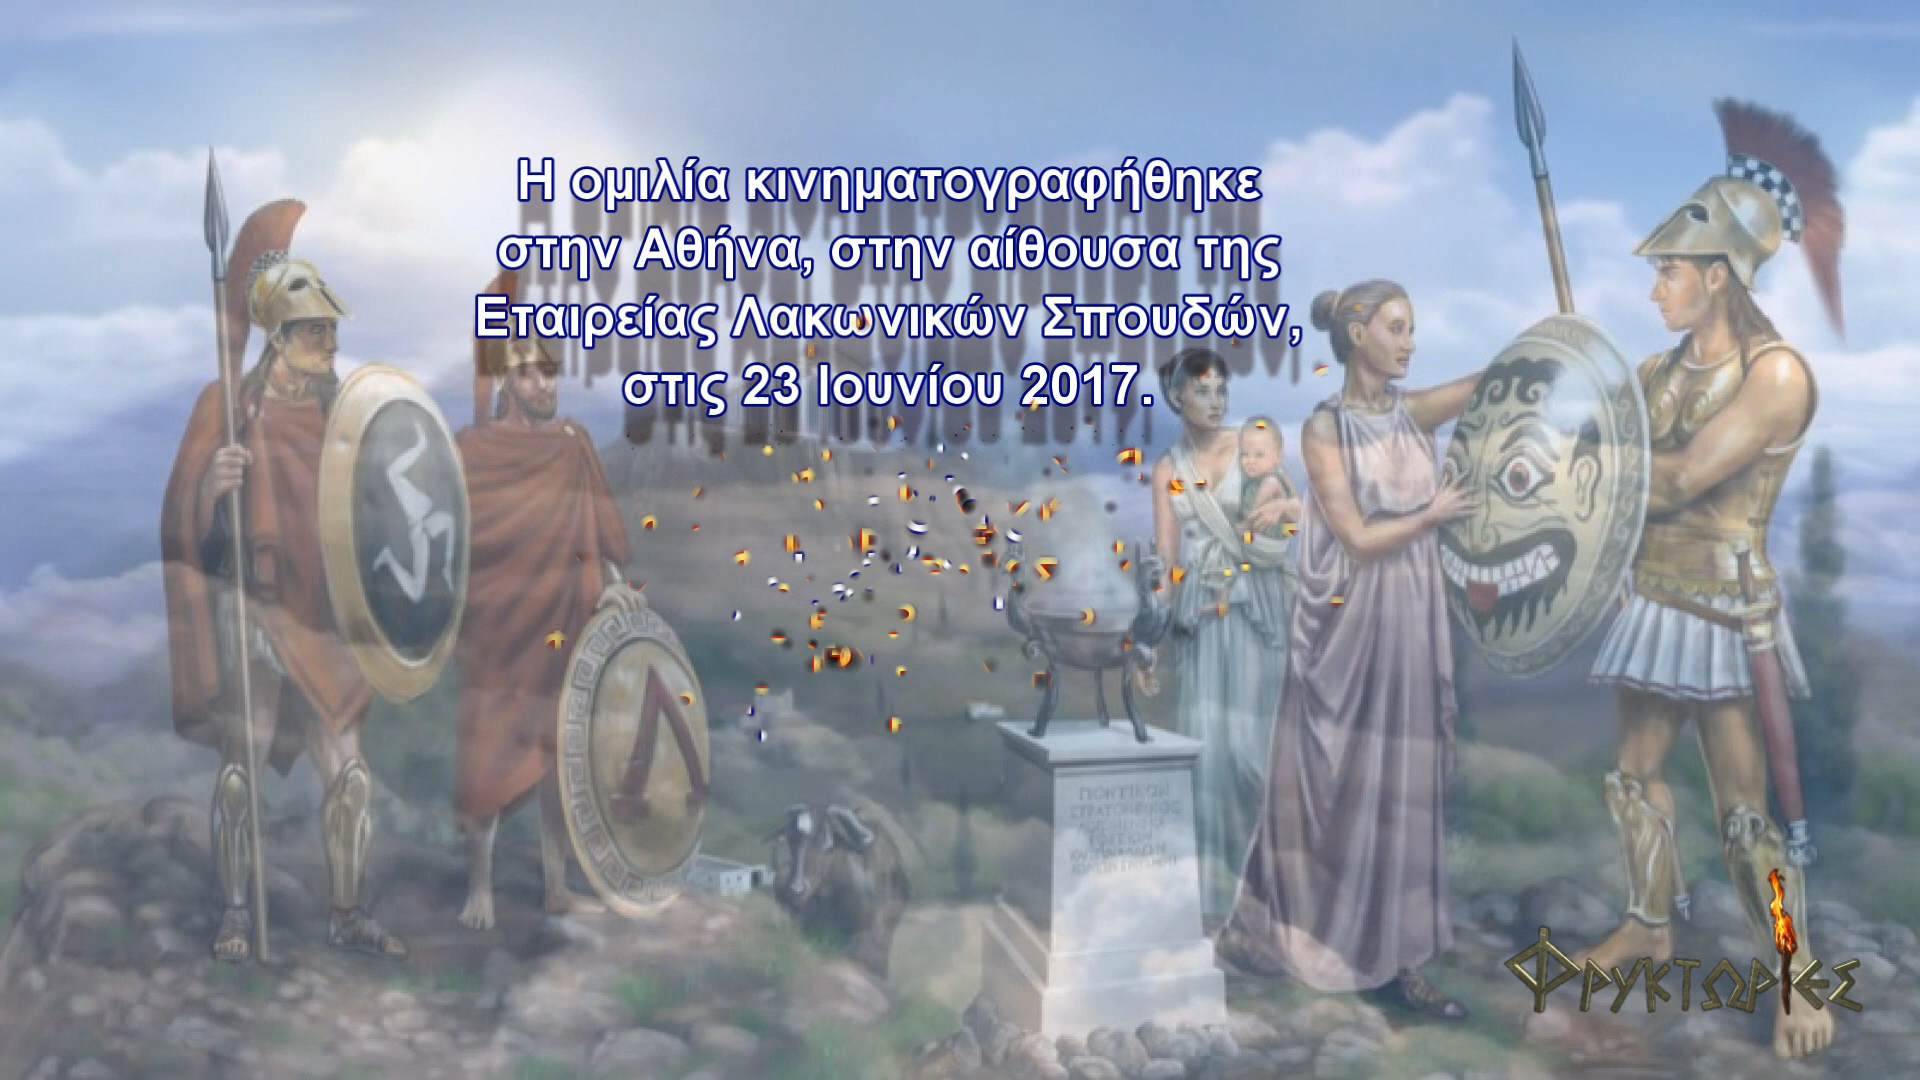 Η ομιλία κινηματογραφήθηκε
στην Αθήνα, στην αίθουσα της
Εταιρείας Λακωνικών Σπουδών,
στις 23 Ιουνίου 2017.
Λ
ΦΡΥΚΤΩΡΙΕΣ